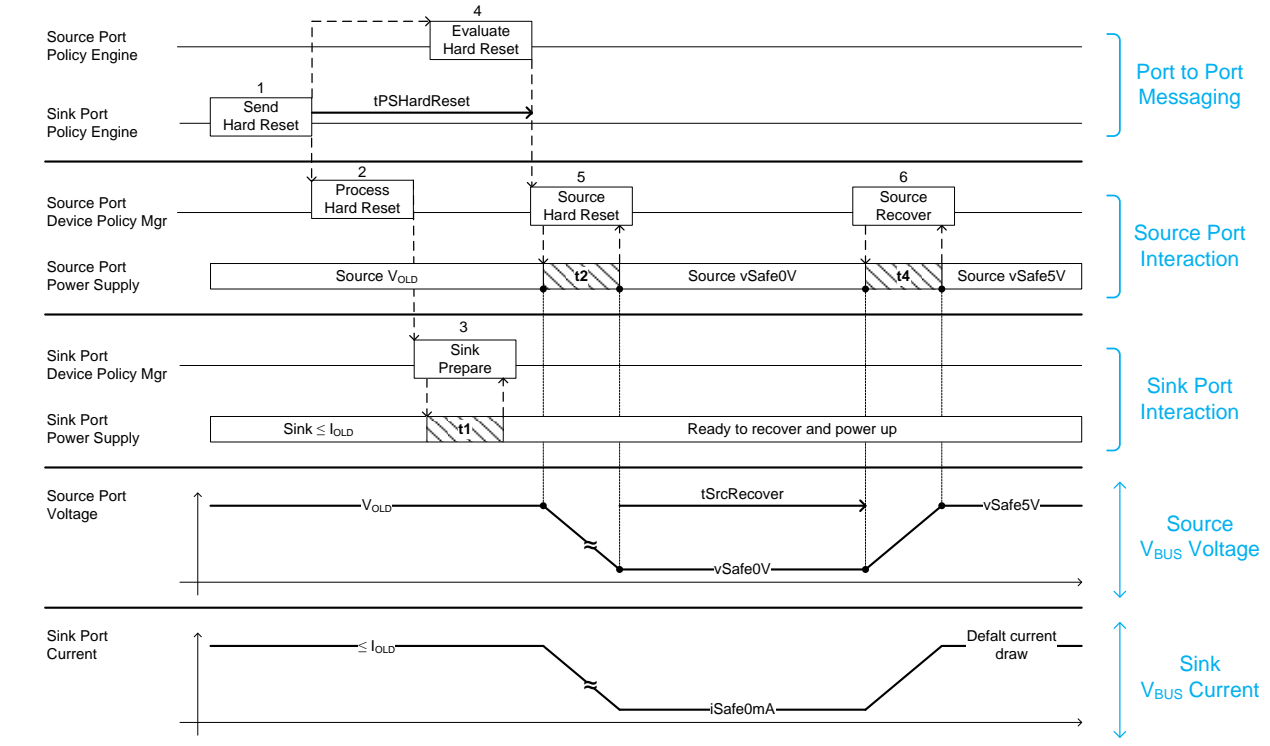 4
Source Port
Policy Engine
Evaluate
Hard Reset
1
tPSHardReset
Sink Port
Policy Engine
Send
Hard Reset
Port to Port
Messaging
2
5
6
Source Port
Device Policy Mgr
Process
Hard Reset
Source
Hard Reset
Source
Recover
Source Port
Power Supply
Source VOLD
t2
Source vSafe0V
t4
Source vSafe5V
Source Port
Interaction
3
Sink Port
Device Policy Mgr
Sink
Prepare
Sink Port
Power Supply
Sink ≤ IOLD
t1
Ready to recover and power up
Sink Port
Interaction
Source Port
Voltage
VOLD
tSrcRecover
vSafe5V
≈
vSafe0V
Source
VBUS Voltage
Sink Port
Current
≤ IOLD
Defalt current
draw
≈
iSafe0mA
Sink
VBUS Current